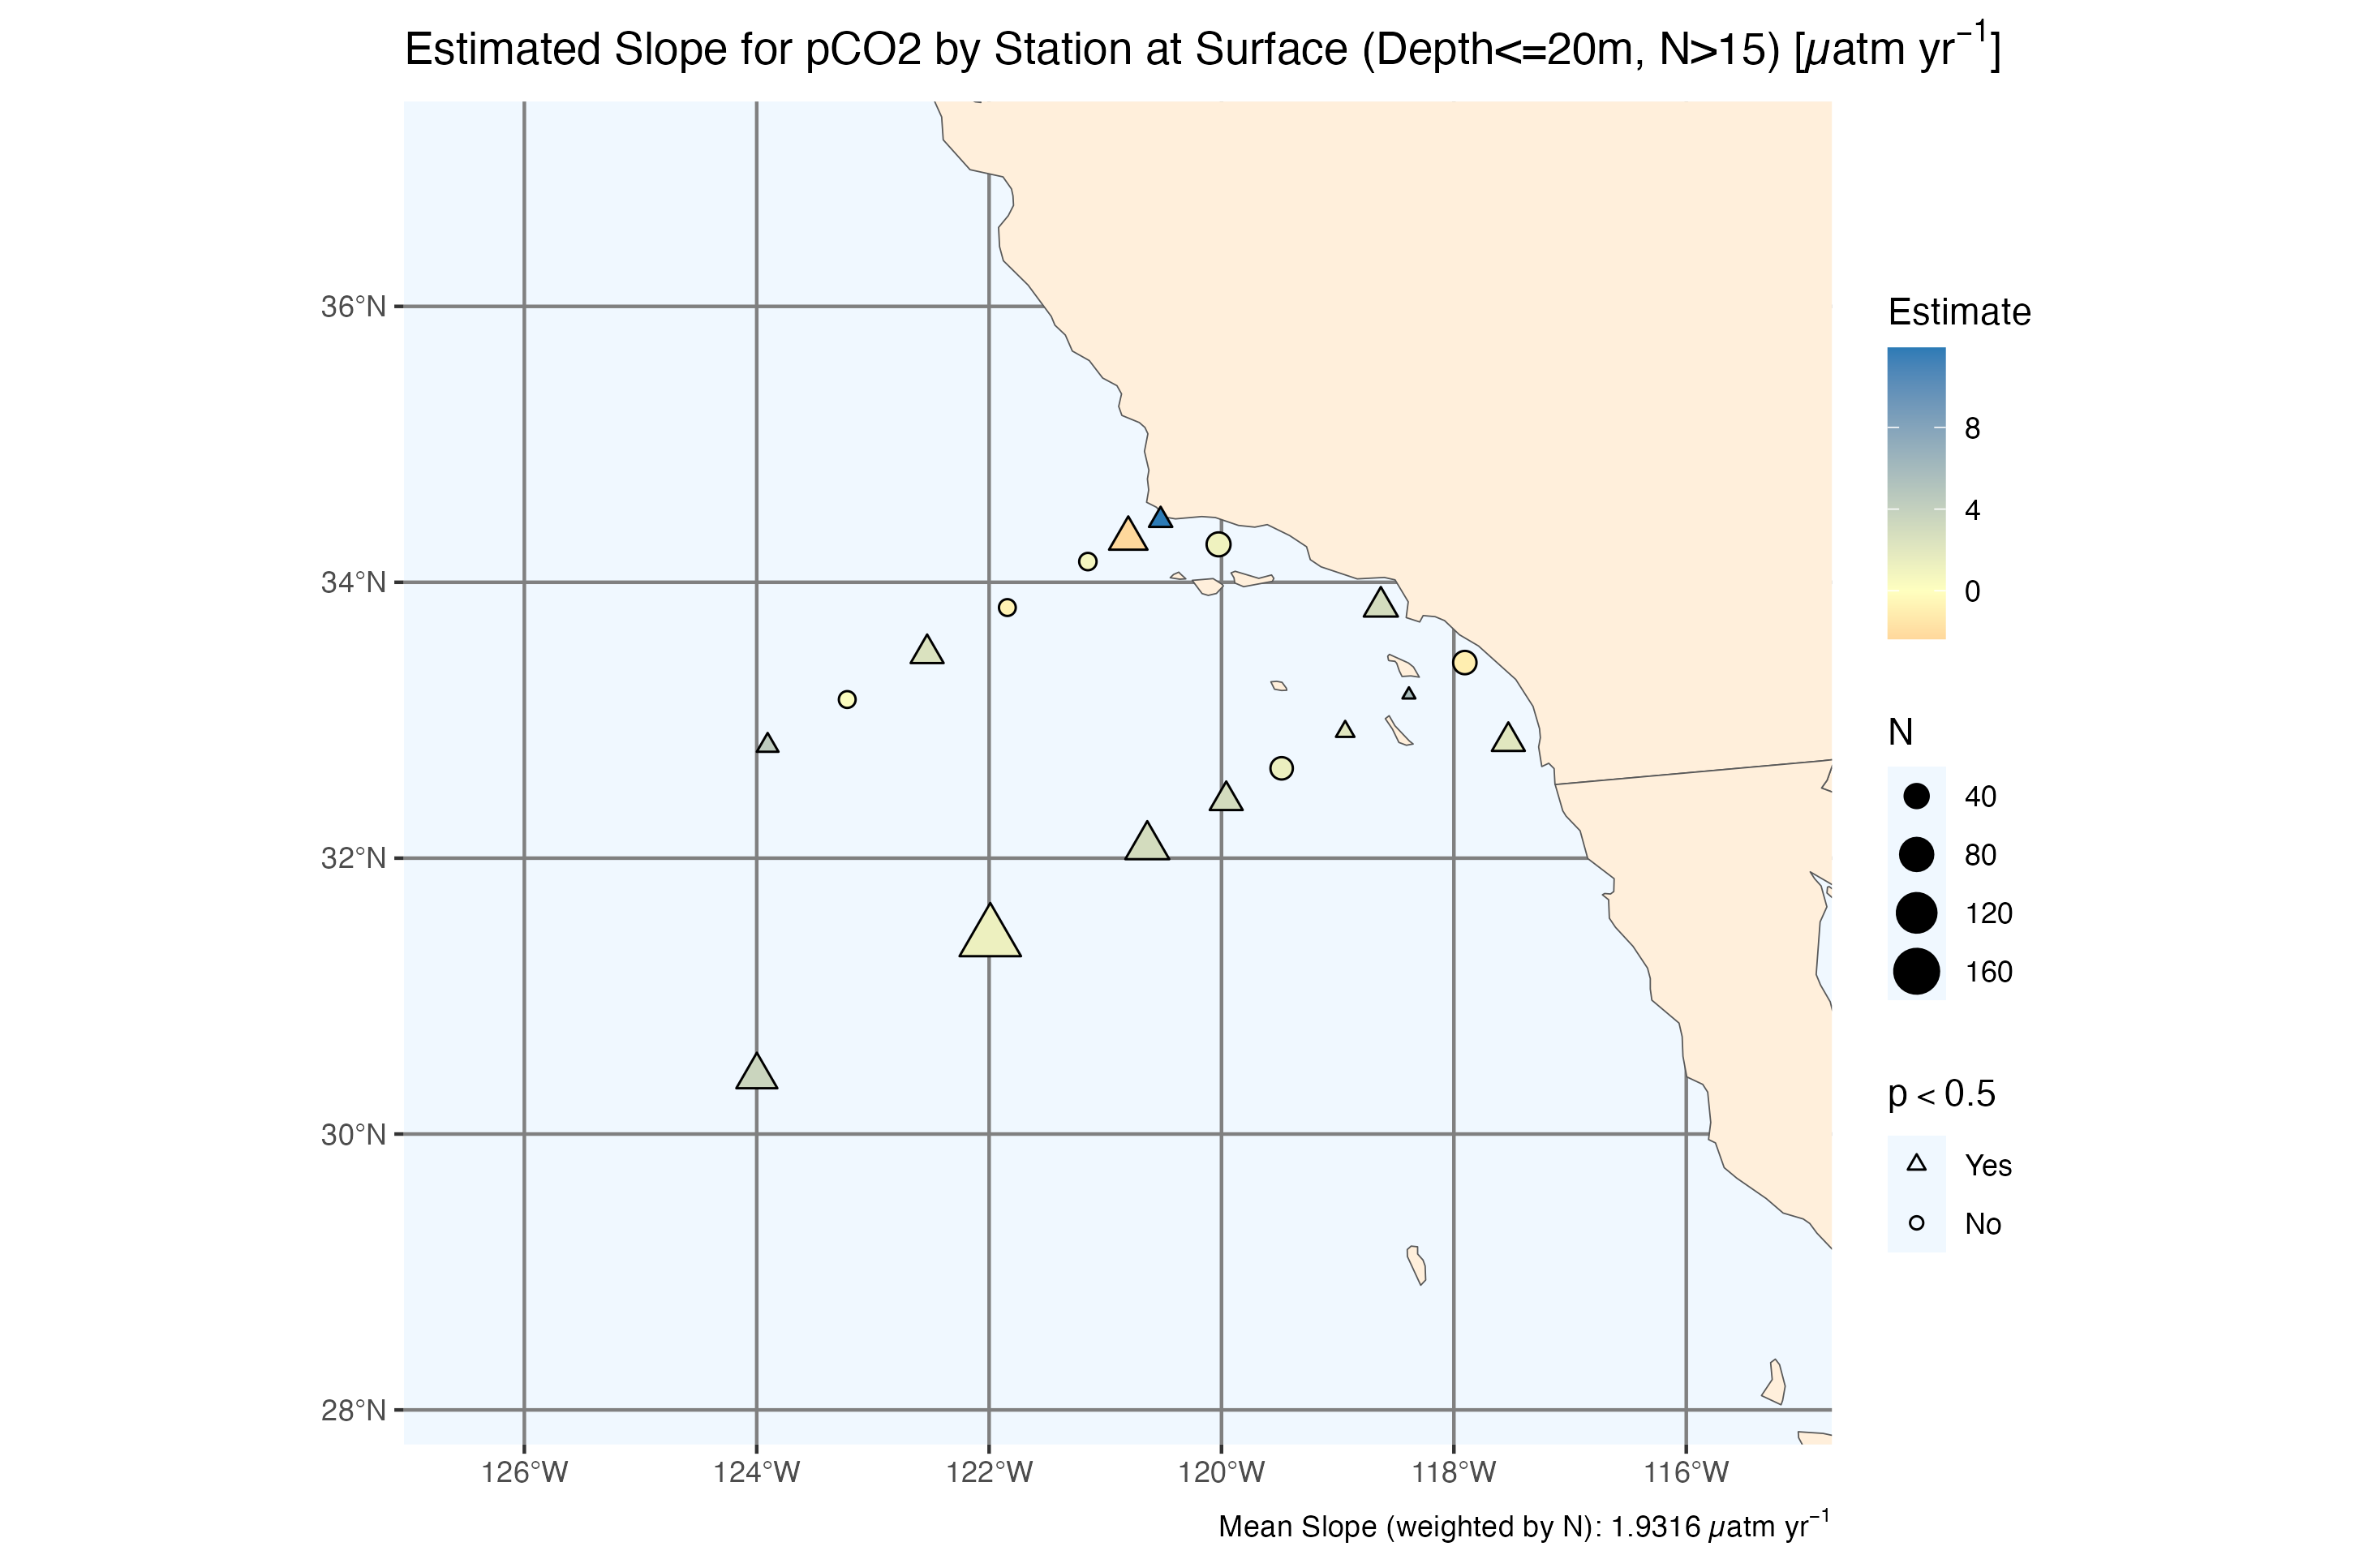 Estimated Slope for pCO2 by Station at Surface (Depth<=20m, N>15) [μatm yr⁻¹]
36°N
34°N
32°N
30°N
28°N
126°W 124°W 122°W 120°W 118°W 116°W
Mean Slope (weighted by N): 1.9316 μatm yr⁻¹
Estimate
8
4
0
N
40
80
120
160
p < 0.5
Yes
No